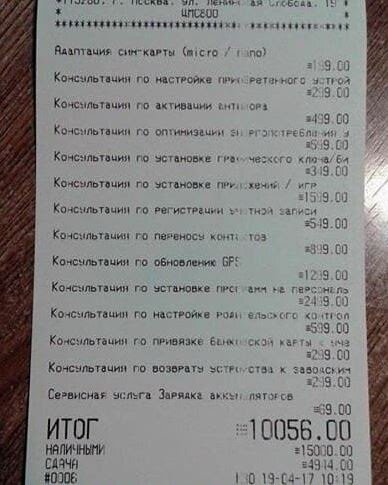 *115280. г. Москва. ул. Ленинская Слобода. 19 *
* ЦМС800 *
Адаптация сим-карты (micro / nano)
≡199.00
Консультация по настройке приобретенного устрой
≡299.00
Консультация по активации антивора
≡499.00
Консультация по оптимизации энергопотребления у
≡599.00
Консультация по установке графического ключа/би
≡349.00
Консультация по установке приложений / игр
≡1599.00
Консультация по регистрации учетной записи
≡549.00
Консультация по переносу контактов
≡899.00
Консультация по обновлению GPS
≡1299.00
Консультация по установке программ на персональ
≡2499.00
Консультация по настройке родительского контрол
≡599.00
Консультация по привязке банковской карты к уче
≡299.00
Консультация по возврату устройства к заводским
≡299.00
Сервисная услуга Зарядка аккумуляторов
≡69.00
ИТОГ ≡10056.00
НАЛИЧНЫМИ ≡15000.00
СДАЧА ≡4944.00
#0006 19-04-17 10:19